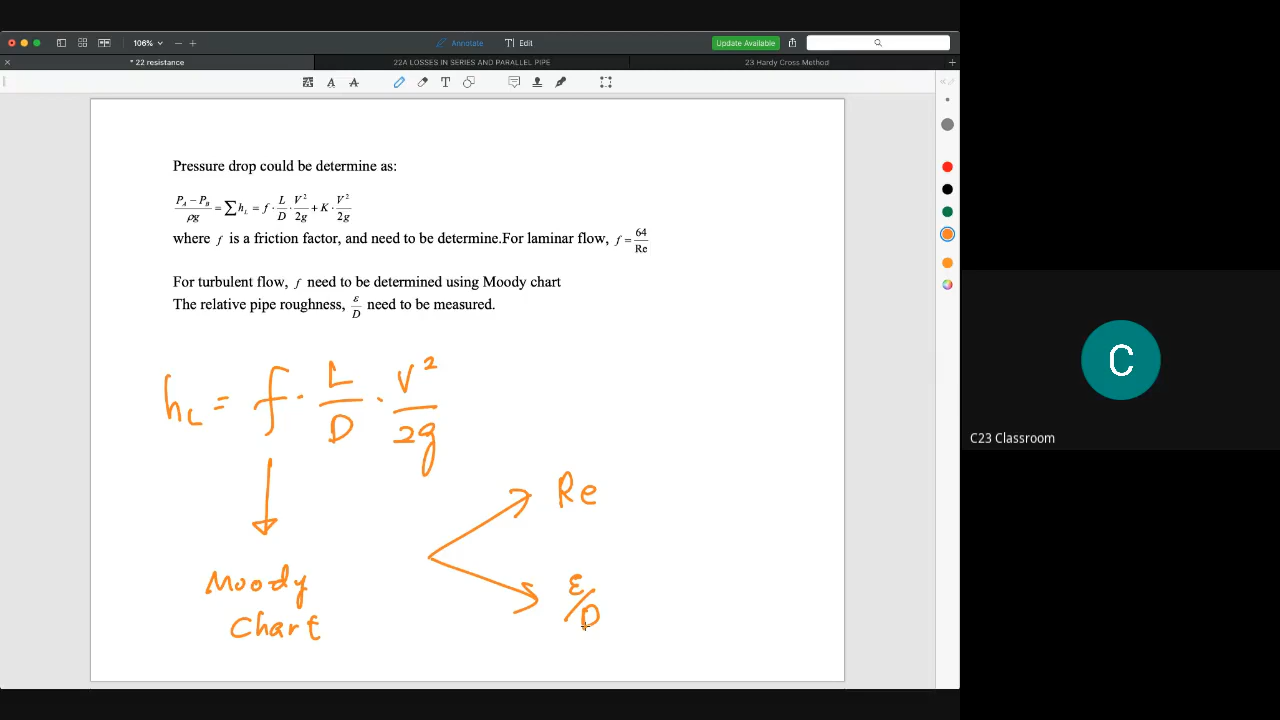 106%
Annotate
Edit
Update Available
* 22 resistance
22A LOSSES IN SERIES AND PARALLEL PIPE
23 Hardy Cross Method
Pressure drop could be determine as:
(P_A − P_B)/ρg = ∑ h_L = f · L/D · V²/2g + K · V²/2g
where f is a friction factor, and need to be determine.For laminar flow, f = 64/Re
For turbulent flow, f need to be determined using Moody chart
The relative pipe roughness, ε/D need to be measured.
h_L = f · L/D · V²/2g
Re
ε/D
Moody
Chart
C
C23 Classroom